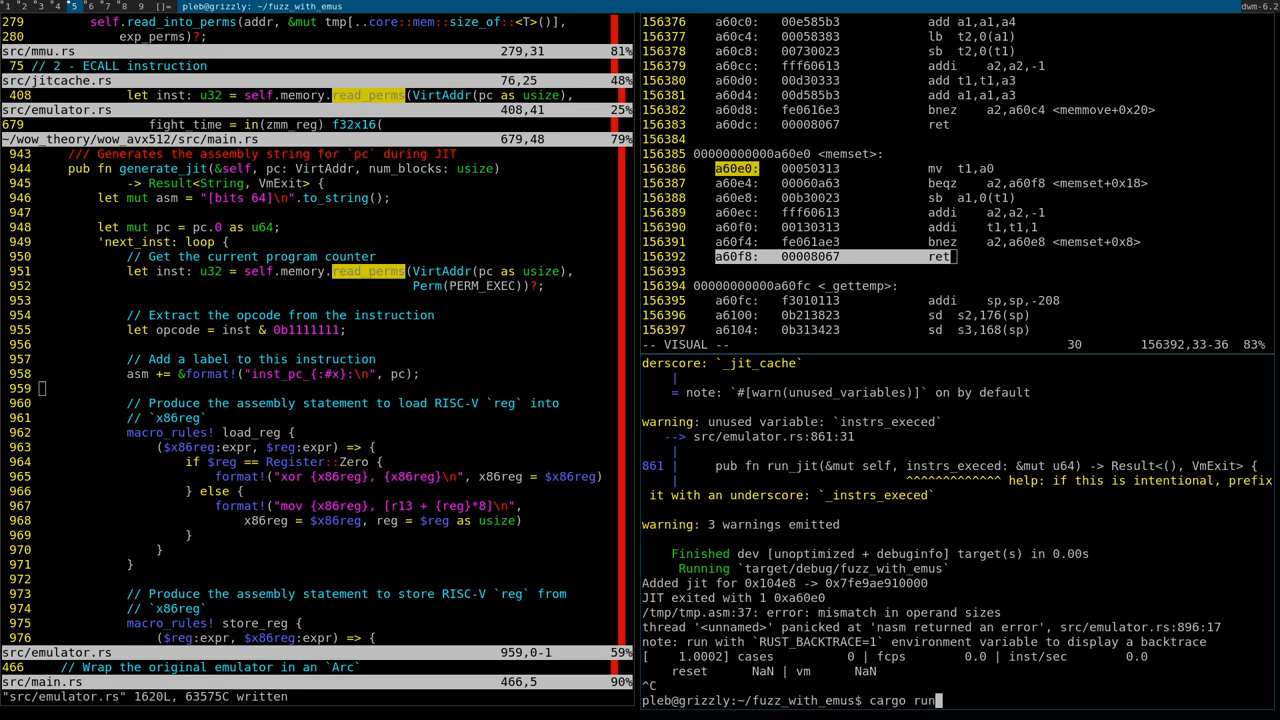 1 2 3 4 5 6 7 8 9 []= pleb@grizzly: ~/fuzz_with_emus dwm-6.2
279 self.read_into_perms(addr, &mut tmp[..core::mem::size_of::<T>()],
280 exp_perms)?;
src/mmu.rs 279,31 81%
75 // 2 - ECALL instruction
src/jitcache.rs 76,25 48%
408 let inst: u32 = self.memory.read_perms(VirtAddr(pc as usize),
src/emulator.rs 408,41 25%
679 fight_time = in(zmm_reg) f32x16(
~/wow_theory/wow_avx512/src/main.rs 679,48 79%
943 /// Generates the assembly string for `pc` during JIT
944 pub fn generate_jit(&self, pc: VirtAddr, num_blocks: usize)
945 -> Result<String, VmExit> {
946 let mut asm = "[bits 64]\n".to_string();
947
948 let mut pc = pc.0 as u64;
949 'next_inst: loop {
950 // Get the current program counter
951 let inst: u32 = self.memory.read_perms(VirtAddr(pc as usize),
952 Perm(PERM_EXEC))?;
953
954 // Extract the opcode from the instruction
955 let opcode = inst & 0b1111111;
956
957 // Add a label to this instruction
958 asm += &format!("inst_pc_{:#x}:\n", pc);
959
960 // Produce the assembly statement to load RISC-V `reg` into
961 // `x86reg`
962 macro_rules! load_reg {
963 ($x86reg:expr, $reg:expr) => {
964 if $reg == Register::Zero {
965 format!("xor {x86reg}, {x86reg}\n", x86reg = $x86reg)
966 } else {
967 format!("mov {x86reg}, [r13 + {reg}*8]\n",
968 x86reg = $x86reg, reg = $reg as usize)
969 }
970 }
971 }
972
973 // Produce the assembly statement to store RISC-V `reg` from
974 // `x86reg`
975 macro_rules! store_reg {
976 ($reg:expr, $x86reg:expr) => {
src/emulator.rs 959,0-1 59%
466 // Wrap the original emulator in an `Arc`
src/main.rs 466,5 90%
"src/emulator.rs" 1620L, 63575C written
156376 a60c0: 00e585b3 add a1,a1,a4
156377 a60c4: 00058383 lb t2,0(a1)
156378 a60c8: 00730023 sb t2,0(t1)
156379 a60cc: fff60613 addi a2,a2,-1
156380 a60d0: 00d30333 add t1,t1,a3
156381 a60d4: 00d585b3 add a1,a1,a3
156382 a60d8: fe0616e3 bnez a2,a60c4 <memmove+0x20>
156383 a60dc: 00008067 ret
156384
156385 00000000000a60e0 <memset>:
156386 a60e0: 00050313 mv t1,a0
156387 a60e4: 00060a63 beqz a2,a60f8 <memset+0x18>
156388 a60e8: 00b30023 sb a1,0(t1)
156389 a60ec: fff60613 addi a2,a2,-1
156390 a60f0: 00130313 addi t1,t1,1
156391 a60f4: fe061ae3 bnez a2,a60e8 <memset+0x8>
156392 a60f8: 00008067 ret
156393
156394 00000000000a60fc <_gettemp>:
156395 a60fc: f3010113 addi sp,sp,-208
156396 a6100: 0b213823 sd s2,176(sp)
156397 a6104: 0b313423 sd s3,168(sp)
-- VISUAL -- 30 156392,33-36 83%
derscore: `_jit_cache`
|
= note: `#[warn(unused_variables)]` on by default
warning: unused variable: `instrs_execed`
--> src/emulator.rs:861:31
|
861 | pub fn run_jit(&mut self, instrs_execed: &mut u64) -> Result<(), VmExit> {
| ^^^^^^^^^^^^^ help: if this is intentional, prefix
it with an underscore: `_instrs_execed`
warning: 3 warnings emitted
Finished dev [unoptimized + debuginfo] target(s) in 0.00s
Running `target/debug/fuzz_with_emus`
Added jit for 0x104e8 -> 0x7fe9ae910000
JIT exited with 1 0xa60e0
/tmp/tmp.asm:37: error: mismatch in operand sizes
thread '<unnamed>' panicked at 'nasm returned an error', src/emulator.rs:896:17
note: run with `RUST_BACKTRACE=1` environment variable to display a backtrace
[ 1.0002] cases 0 | fcps 0.0 | inst/sec 0.0
reset NaN | vm NaN
^C
pleb@grizzly:~/fuzz_with_emus$ cargo run